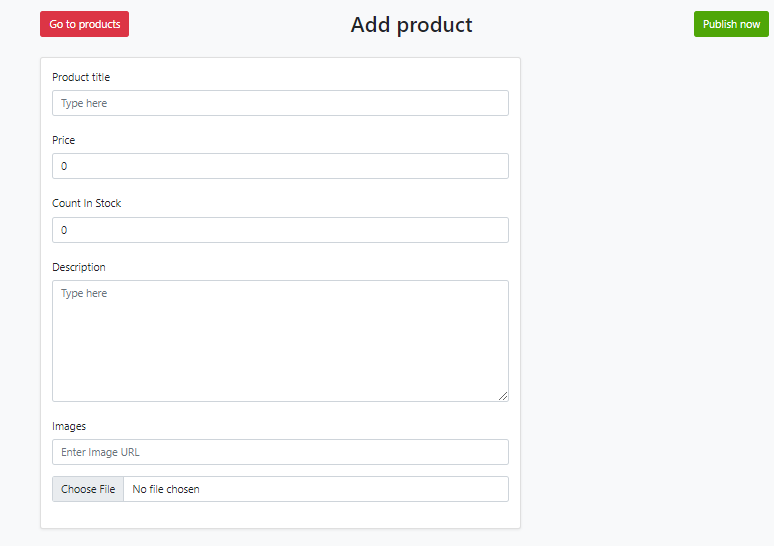 Go to products
Add product
Publish now
Product title
Type here
Price
0
Count In Stock
0
Description
Type here
Images
Enter Image URL
Choose File No file chosen